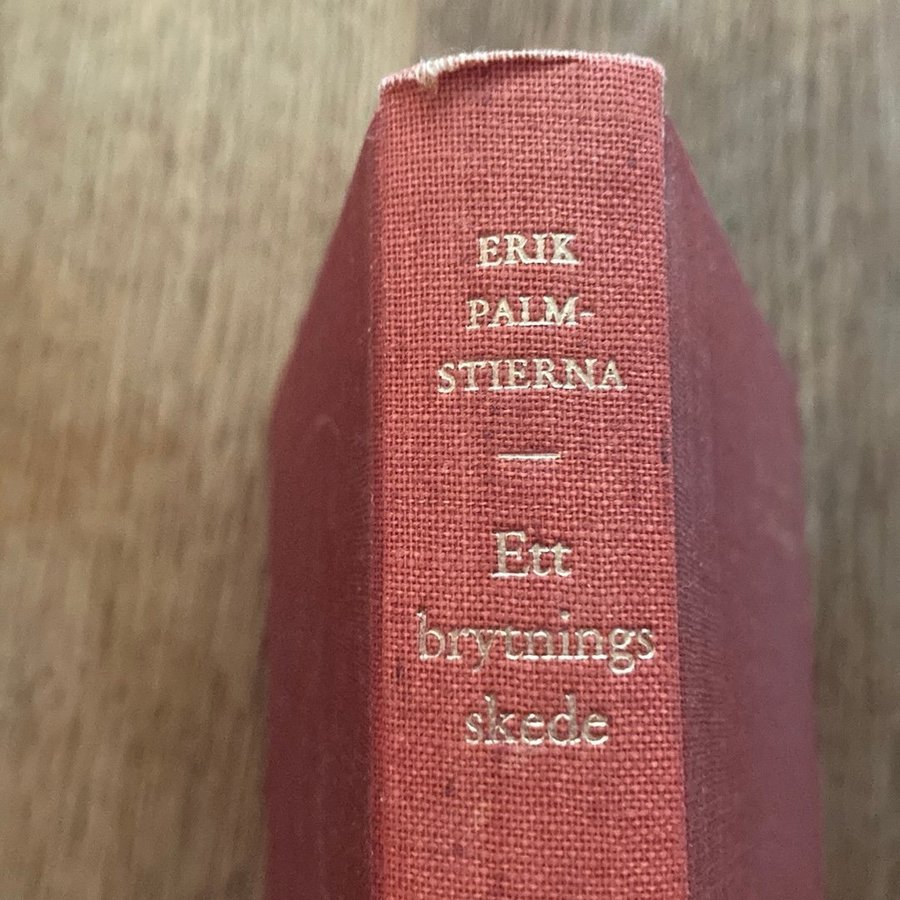 ERIK
PALM-
STIERNA
Ett
brytnings
skede